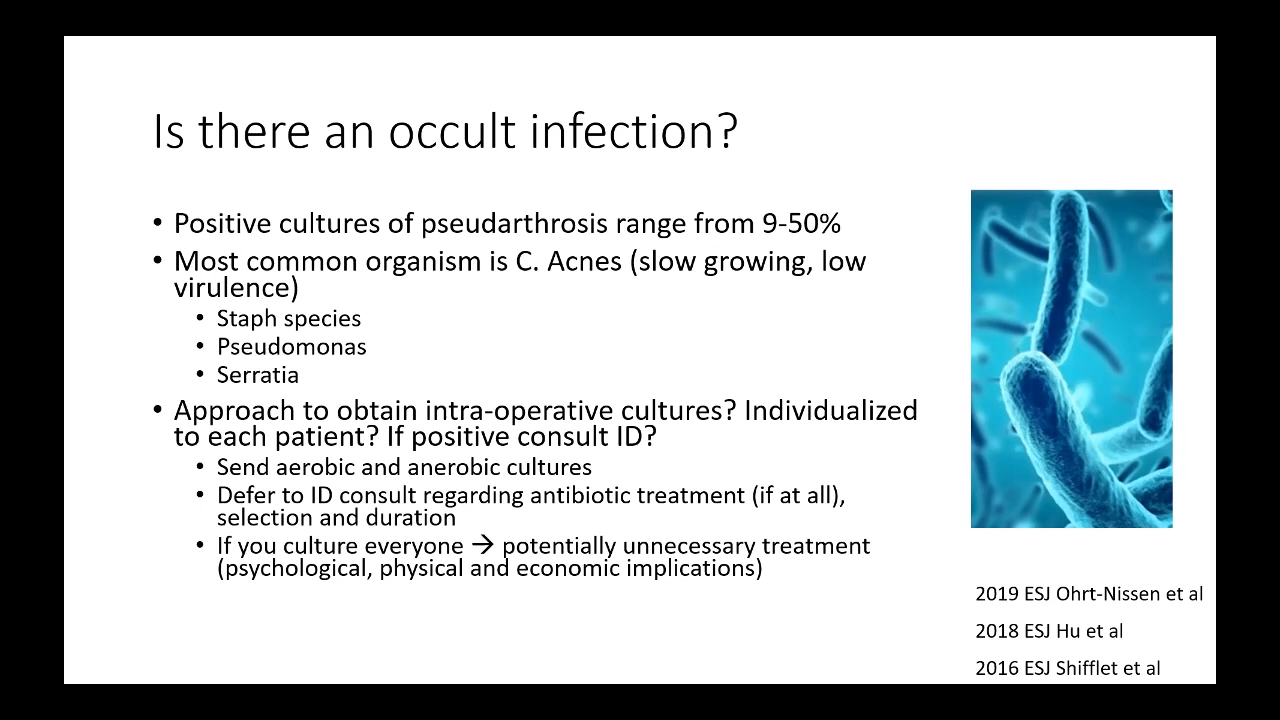 Is there an occult infection?
• Positive cultures of pseudarthrosis range from 9-50%
• Most common organism is C. Acnes (slow growing, low
virulence)
• Staph species
• Pseudomonas
• Serratia
• Approach to obtain intra-operative cultures? Individualized
to each patient? If positive consult ID?
• Send aerobic and anerobic cultures
• Defer to ID consult regarding antibiotic treatment (if at all),
selection and duration
• If you culture everyone → potentially unnecessary treatment
(psychological, physical and economic implications)
2019 ESJ Ohrt-Nissen et al
2018 ESJ Hu et al
2016 ESJ Shifflet et al